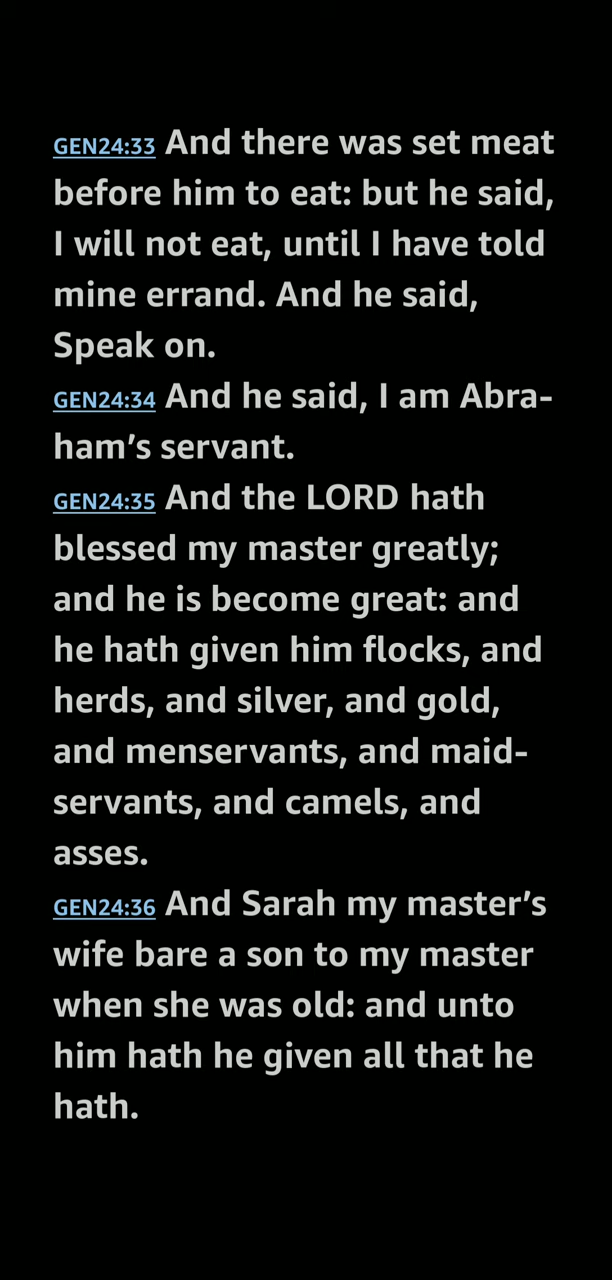 GEN24:33 And there was set meat
before him to eat: but he said,
I will not eat, until I have told
mine errand. And he said,
Speak on.
GEN24:34 And he said, I am Abra-
ham’s servant.
GEN24:35 And the LORD hath
blessed my master greatly;
and he is become great: and
he hath given him flocks, and
herds, and silver, and gold,
and menservants, and maid-
servants, and camels, and
asses.
GEN24:36 And Sarah my master’s
wife bare a son to my master
when she was old: and unto
him hath he given all that he
hath.